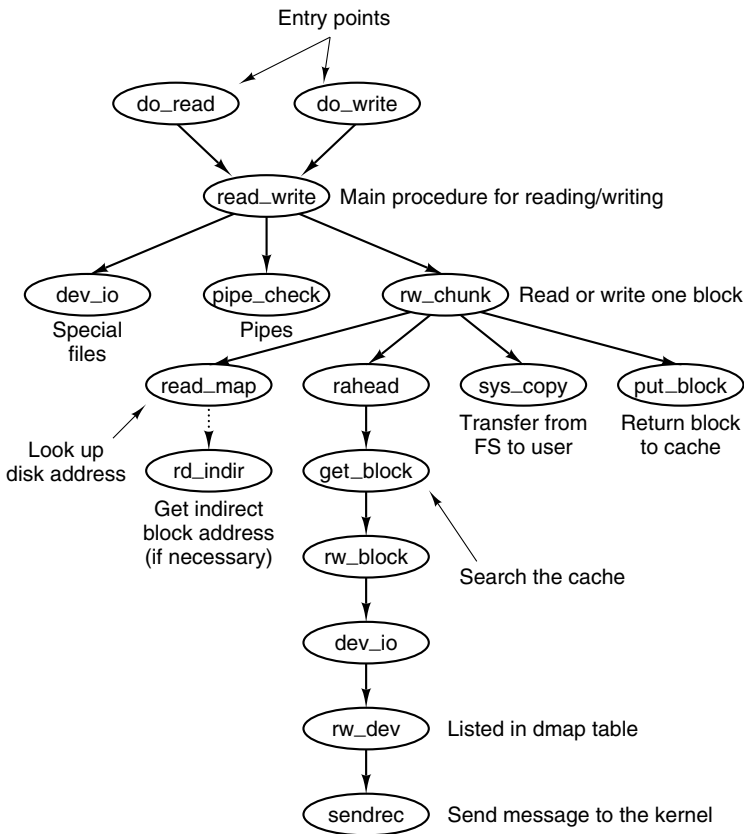 Entry points
do_read
do_write
read_write
Main procedure for reading/writing
dev_io
pipe_check
rw_chunk
Read or write one block
Special
files
Pipes
read_map
rahead
sys_copy
put_block
Look up
disk address
Transfer from
FS to user
Return block
to cache
rd_indir
get_block
Get indirect
block address
(if necessary)
rw_block
Search the cache
dev_io
rw_dev
Listed in dmap table
sendrec
Send message to the kernel